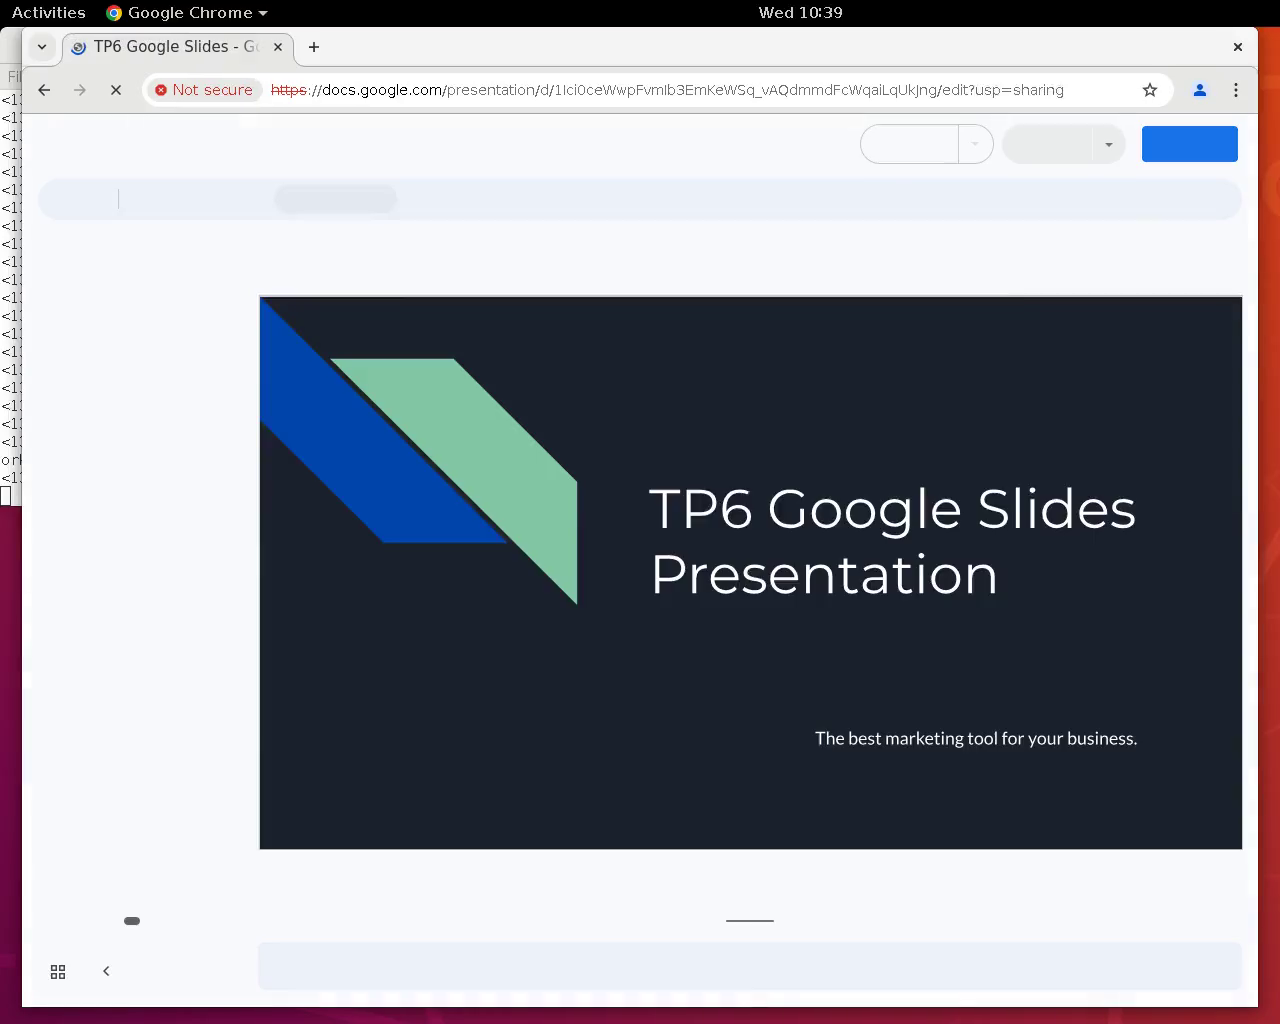 Activities
Google Chrome
Wed 10:39
TP6 Google Slides - G
Not secure
https://docs.google.com/presentation/d/1Ici0ceWwpFvmIb3EmKeWSq_vAQdmmdFcWqaiLqUkJng/edit?usp=sharing
TP6 Google Slides
Presentation
The best marketing tool for your business.